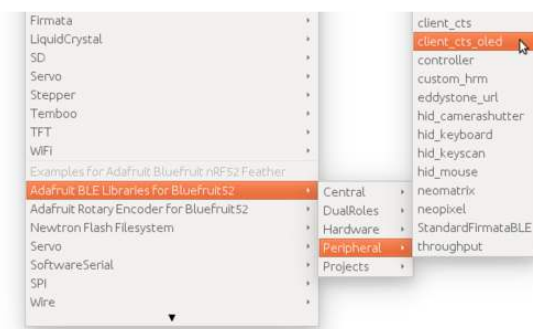 Firmata
LiquidCrystal
SD
Servo
Stepper
Temboo
TFT
WiFi
Examples for Adafruit Bluefruit nRF52 Feather
Adafruit BLE Libraries for Bluefruit52
Adafruit Rotary Encoder for Bluefruit52
Newtron Flash Filesystem
Servo
SoftwareSerial
SPI
Wire
Central
DualRoles
Hardware
Peripheral
Projects
client_cts
client_cts_oled
controller
custom_hrm
eddystone_url
hid_camerashutter
hid_keyboard
hid_keyscan
hid_mouse
neomatrix
neopixel
StandardFirmataBLE
throughput